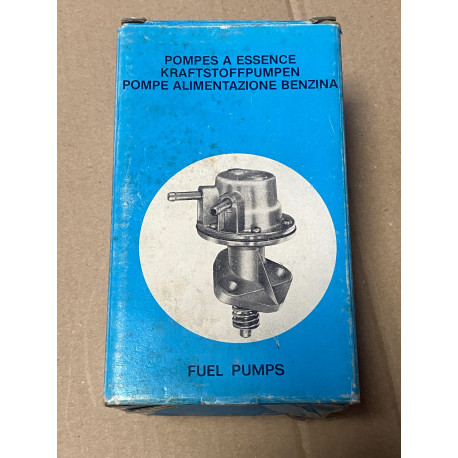 POMPES A ESSENCE
KRAFTSTOFFPUMPEN
POMPE ALIMENTAZIONE BENZINA
FUEL PUMPS